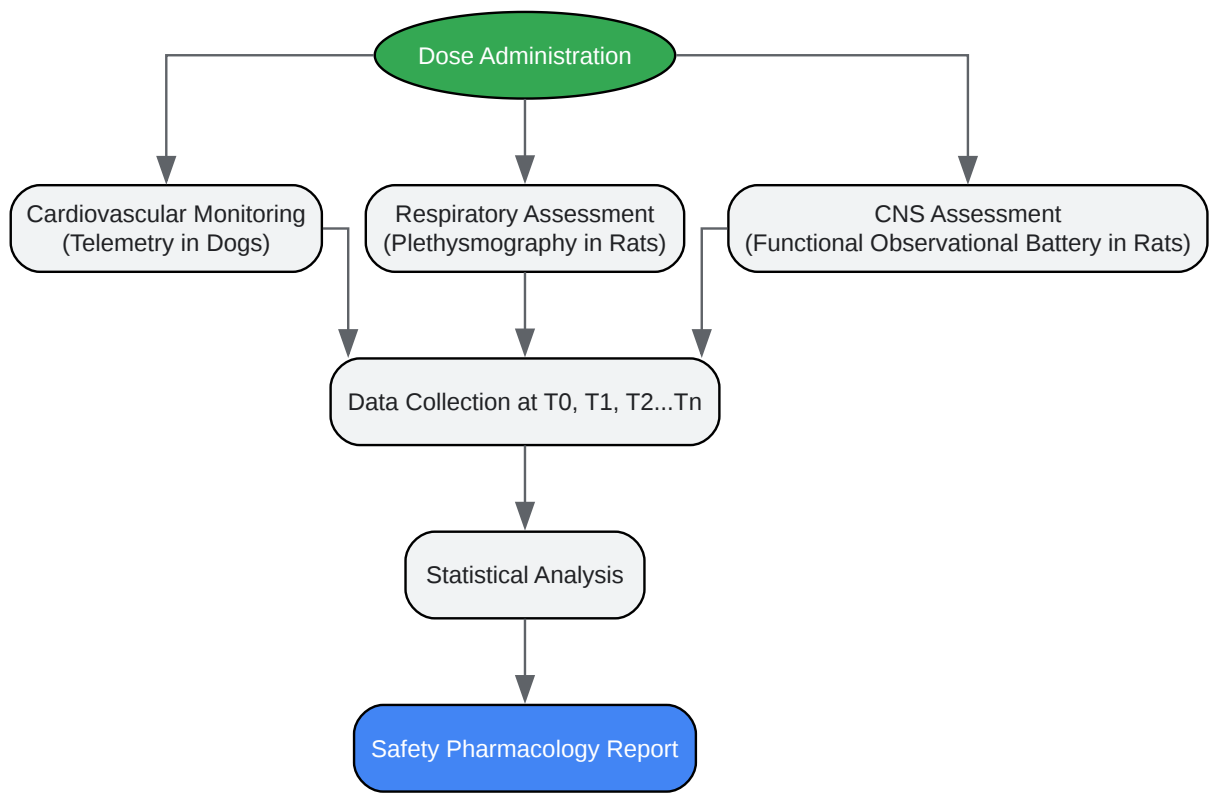 Dose Administration
Cardiovascular Monitoring
(Telemetry in Dogs)
Respiratory Assessment
(Plethysmography in Rats)
CNS Assessment
(Functional Observational Battery in Rats)
Data Collection at T0, T1, T2...Tn
Statistical Analysis
Safety Pharmacology Report